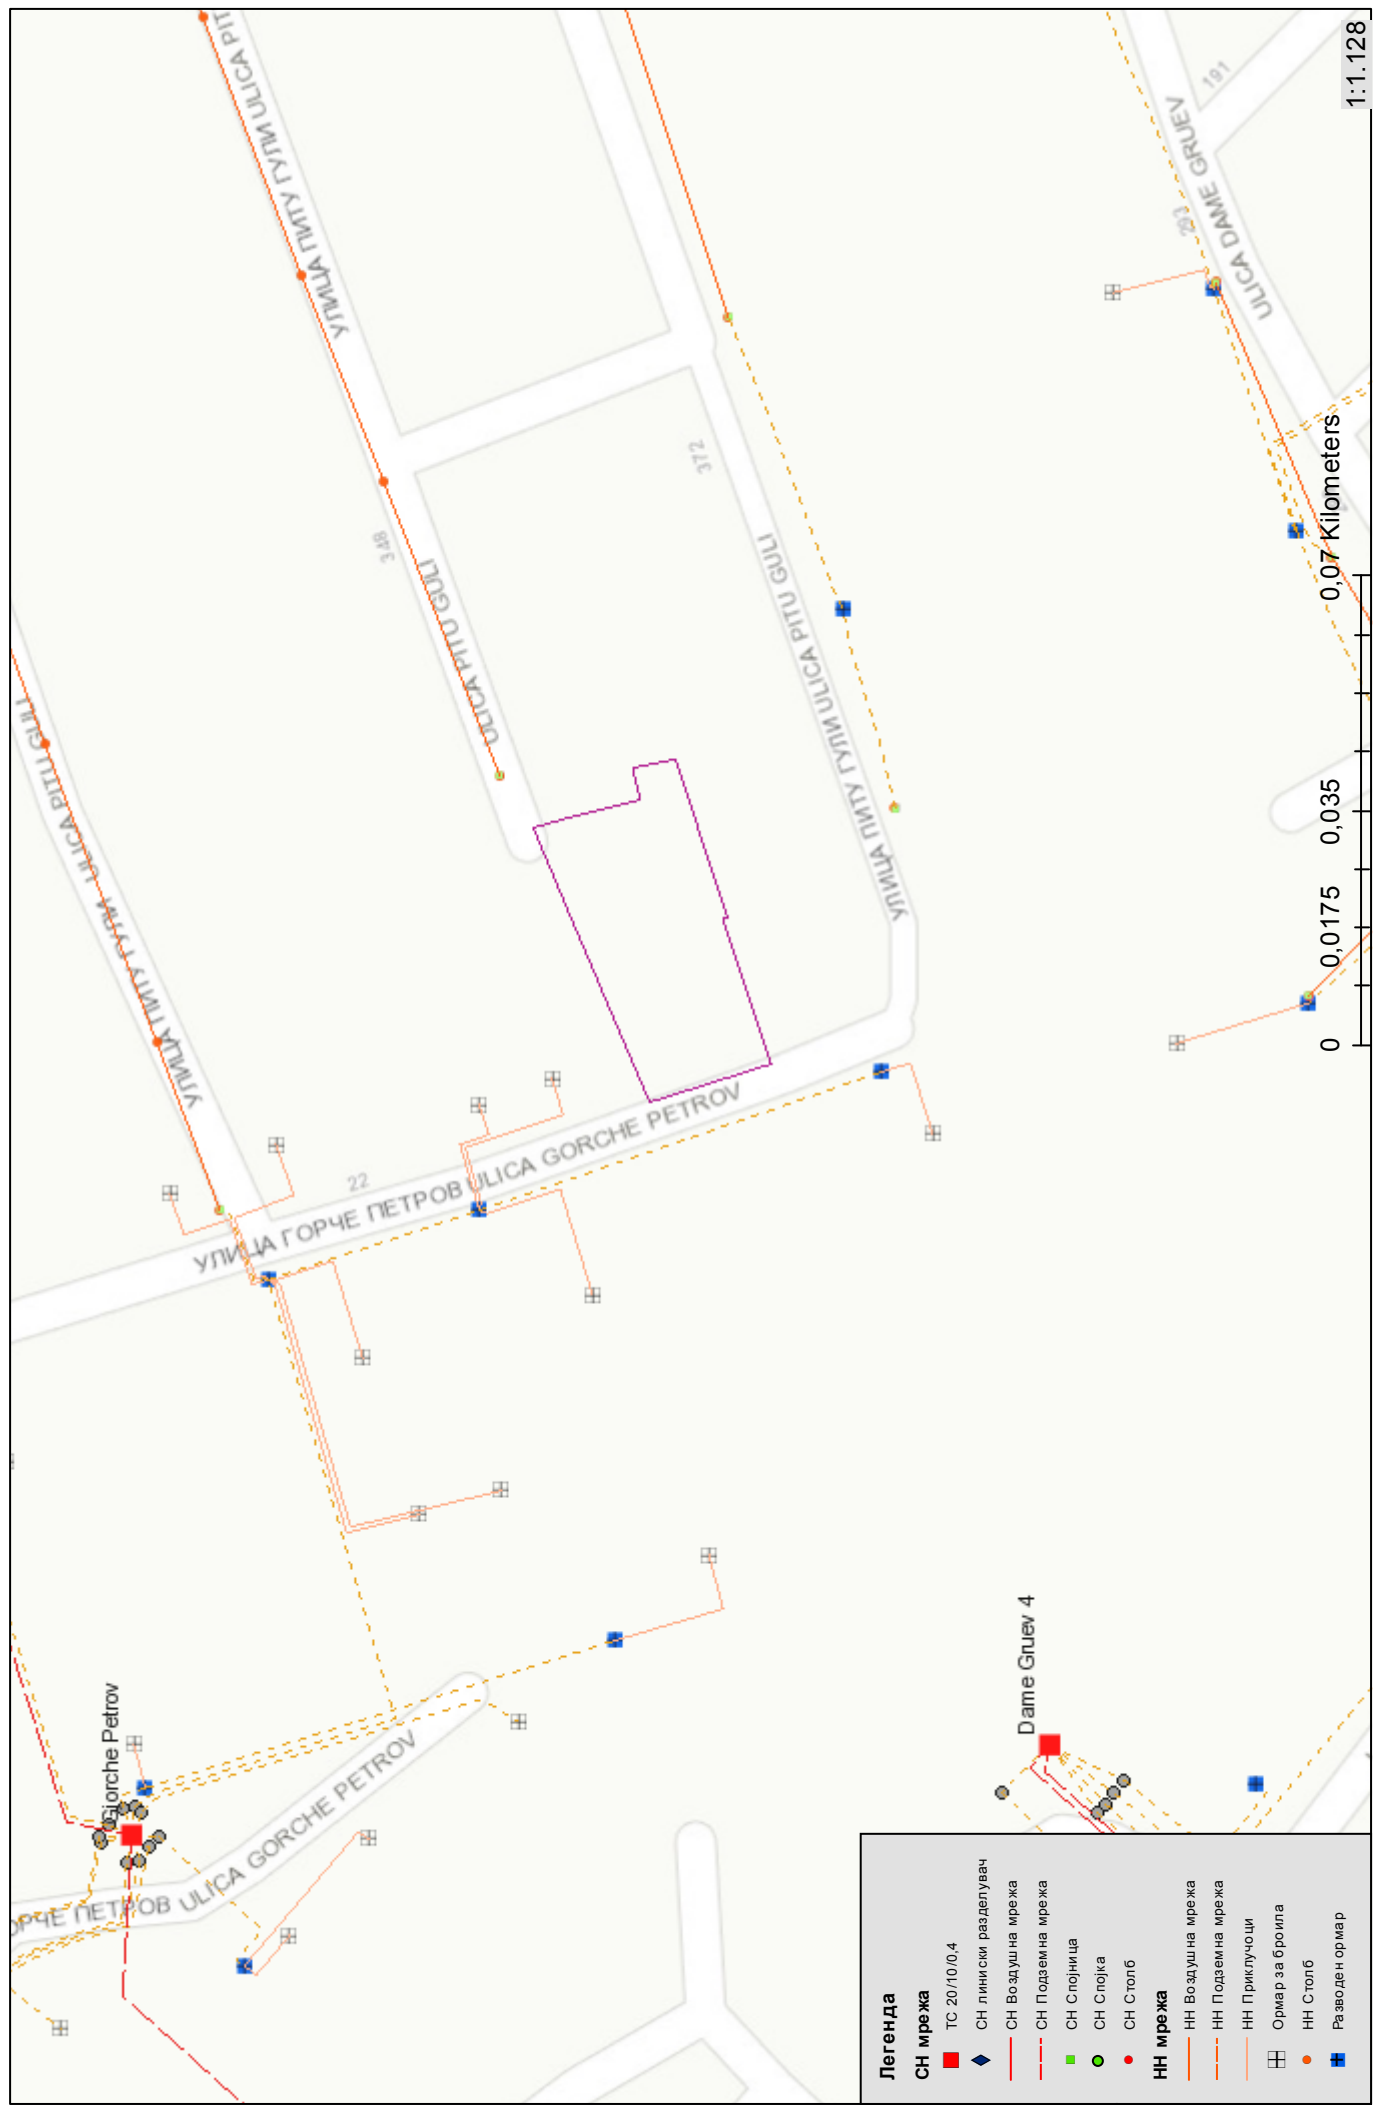 УЛИЦА ПИТУ ГУЛИ ULICA PIT
УЛИЦА ПИТУ ГУЛИ ULICA PITU GULI
ULICA PITU GULI
348
372
УЛИЦА ПИТУ ГУЛИ ULICA PITU GULI
ULICA DAME GRUEV
191
293
22
УЛИЦА ГОРЧЕ ПЕТРОВ ULICA GORCHE PETROV
ОРЧЕ ПЕТРОВ ULICA GORCHE PETROV
Gjorche Petrov
Dame Gruev 4
1:1.128
0 0,0175 0,035 0,07 Kilometers
Легенда
СН мрежа
ТС 20/10/0,4
СН линиски разделувач
СН Воздушна мрежа
СН Подземна мрежа
СН Спојница
СН Спојка
СН Столб
НН мрежа
НН Воздушна мрежа
НН Подземна мрежа
НН Приклучоци
Ормар за броила
НН Столб
Разводен ормар